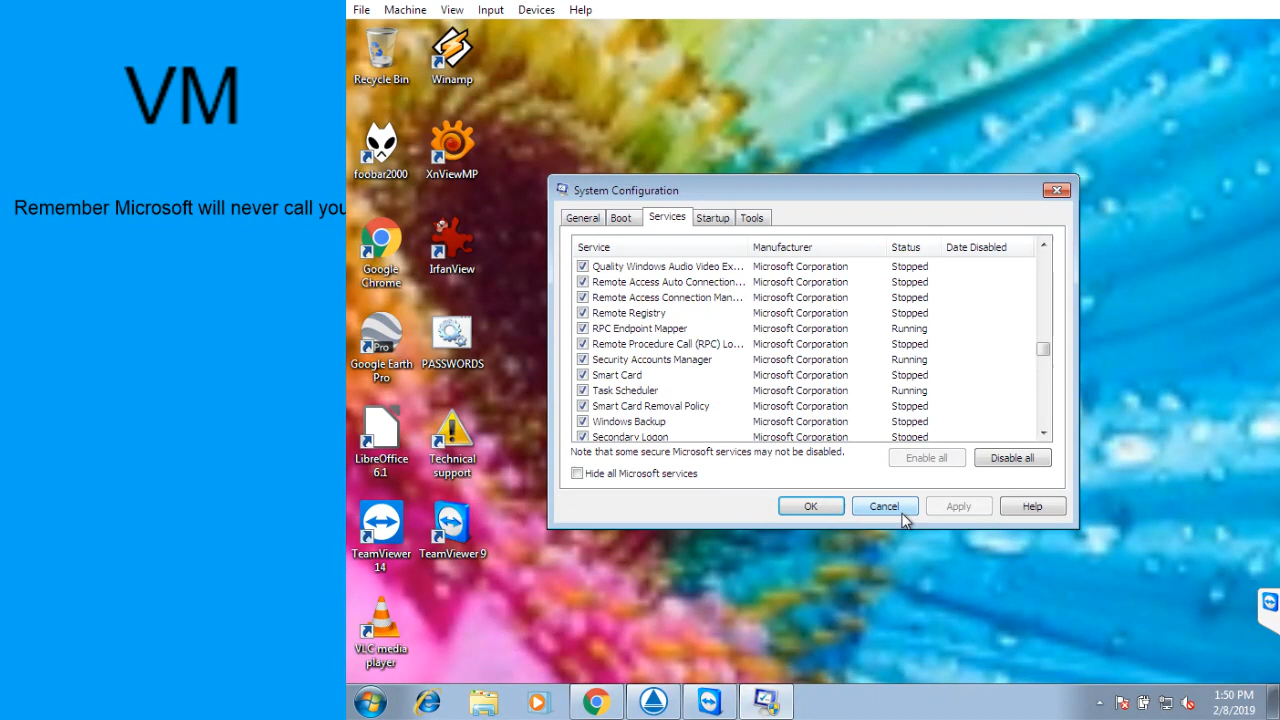 VM
Remember Microsoft will never call you
File Machine View Input Devices Help
Recycle Bin
Winamp
foobar2000
XnViewMP
Google
Chrome
IrfanView
Google Earth
Pro
PASSWORDS
LibreOffice
6.1
Technical
support
TeamViewer
14
TeamViewer 9
VLC media
player
System Configuration
General Boot Services Startup Tools
Service Manufacturer Status Date Disabled
Quality Windows Audio Video Ex... Microsoft Corporation Stopped
Remote Access Auto Connection... Microsoft Corporation Stopped
Remote Access Connection Man... Microsoft Corporation Stopped
Remote Registry Microsoft Corporation Stopped
RPC Endpoint Mapper Microsoft Corporation Running
Remote Procedure Call (RPC) Lo... Microsoft Corporation Stopped
Security Accounts Manager Microsoft Corporation Running
Smart Card Microsoft Corporation Stopped
Task Scheduler Microsoft Corporation Running
Smart Card Removal Policy Microsoft Corporation Stopped
Windows Backup Microsoft Corporation Stopped
Secondary Logon Microsoft Corporation Stopped
Note that some secure Microsoft services may not be disabled.
Enable all Disable all
Hide all Microsoft services
OK Cancel Apply Help
1:50 PM
2/8/2019